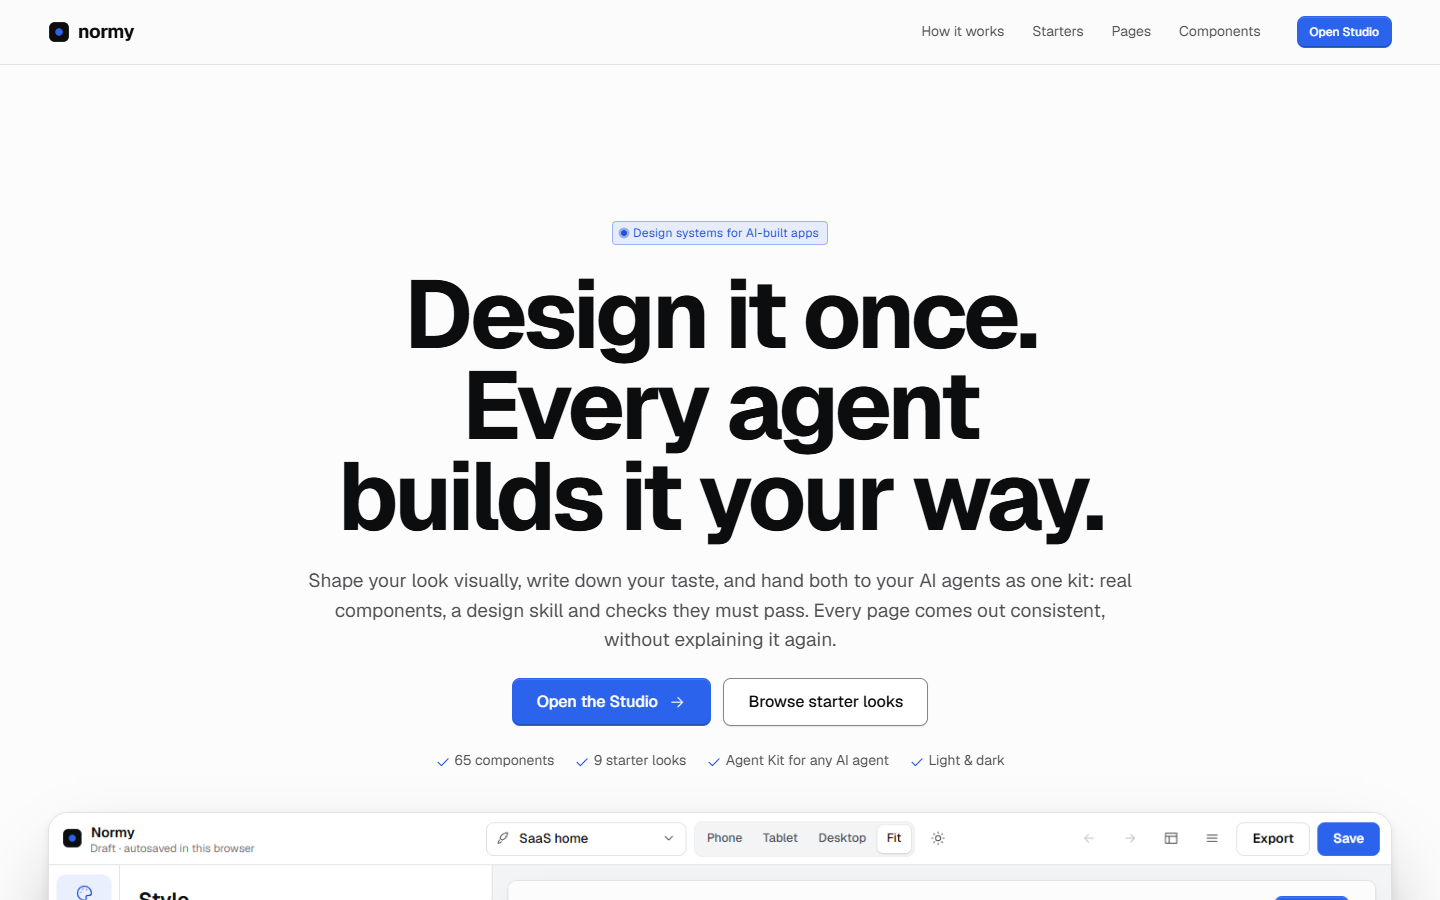 normy
How it works
Starters
Pages
Components
Open Studio
Design systems for AI-built apps
Design it once.
Every agent
builds it your way.
Shape your look visually, write down your taste, and hand both to your AI agents as one kit: real
components, a design skill and checks they must pass. Every page comes out consistent,
without explaining it again.
Open the Studio →
Browse starter looks
65 components
9 starter looks
Agent Kit for any AI agent
Light & dark
Normy
Draft · autosaved in this browser
SaaS home
Phone
Tablet
Desktop
Fit
Export
Save
Style